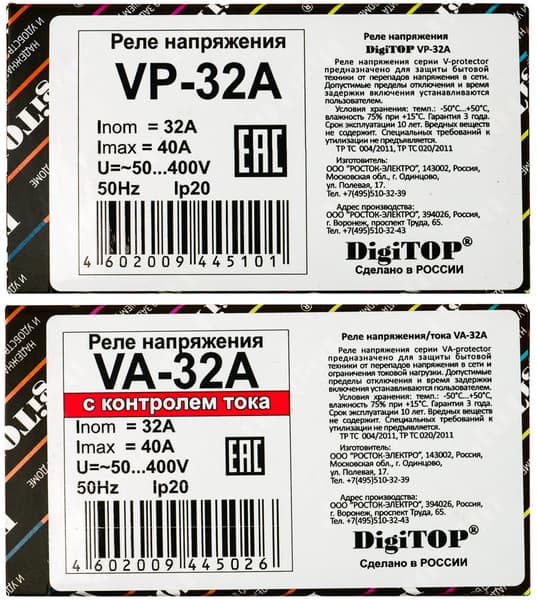 Реле напряжения
VP-32A
Inom = 32A
Imax = 40A
U=~50...400V
50Hz Ip20
EAC
4 602009 445101
Реле напряжения
DigiTOP VP-32A
Реле напряжения серии V-protector
предназначено для защиты бытовой
техники от перепадов напряжения в сети.
Допустимые пределы отключения и время
задержки включения устанавливаются
пользователем.
Условия хранения: темп.: -50°С...+50°С,
влажность 75% при +15°С. Гарантия 3 года.
Срок эксплуатации 10 лет. Вредных веществ
не содержит. Специальных требований к
утилизации не предъявляется.
ТР ТС 004/2011, ТР ТС 020/2011
Изготовитель:
ООО "РОСТОК-ЭЛЕКТРО", 143002, Россия,
Московская обл., г. Одинцово,
ул. Полевая, 17.
Тел. +7(495)510-32-39
Адрес производства:
ООО "РОСТОК-ЭЛЕКТРО", 394026, Россия,
г. Воронеж, проспект Труда, 65.
Тел. +7(495)510-32-43
DigiTOP®
Сделано в РОССИИ
Реле напряжения
VA-32A
с контролем тока
Inom = 32A
Imax = 40A
U=~50...400V
50Hz Ip20
EAC
4 602009 445026
Реле напряжения/тока VA-32A
Реле напряжения серии VA-protector
предназначено для защиты бытовой
техники от перепадов напряжения в сети и
ограничения токовой нагрузки. Допустимые
пределы отключения и время задержки
включения устанавливаются пользователем.
Условия хранения: темп.: -50°С...+50°С,
влажность 75% при +15°С. Гарантия 3 года.
Срок эксплуатации 10 лет. Вредных веществ
не содержит. Специальных требований к
утилизации не предъявляется.
ТР ТС 004/2011, ТР ТС 020/2011
Изготовитель:
ООО "РОСТОК-ЭЛЕКТРО", 143002, Россия,
Московская обл., г. Одинцово,
ул. Полевая, 17.
Тел. +7(495)510-32-39
Адрес производства:
ООО "РОСТОК-ЭЛЕКТРО", 394026, Россия,
г. Воронеж, проспект Труда, 65.
Тел. +7(495)510-32-43
DigiTOP®
Сделано в РОССИИ